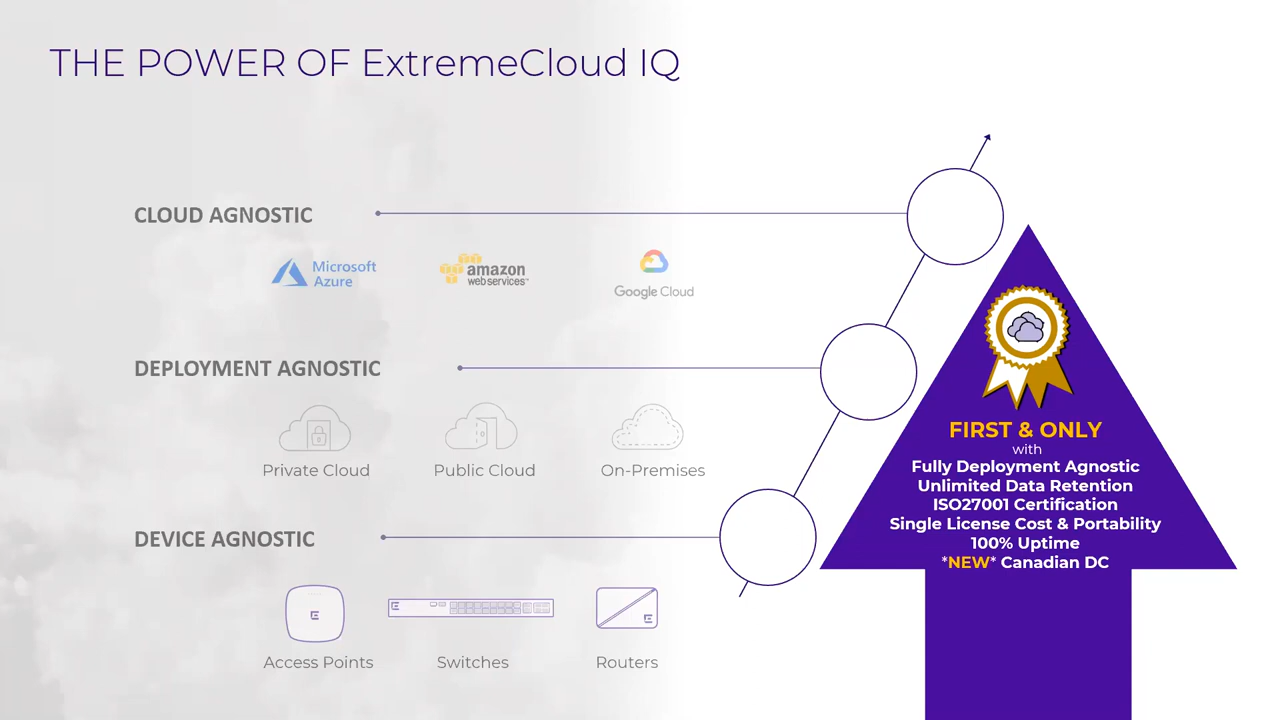 THE POWER OF ExtremeCloud IQ
CLOUD AGNOSTIC
Microsoft
Azure
amazon
web services™
Google Cloud
DEPLOYMENT AGNOSTIC
Private Cloud
Public Cloud
On-Premises
DEVICE AGNOSTIC
Access Points
Switches
Routers
FIRST & ONLY
with
Fully Deployment Agnostic
Unlimited Data Retention
ISO27001 Certification
Single License Cost & Portability
100% Uptime
*NEW* Canadian DC